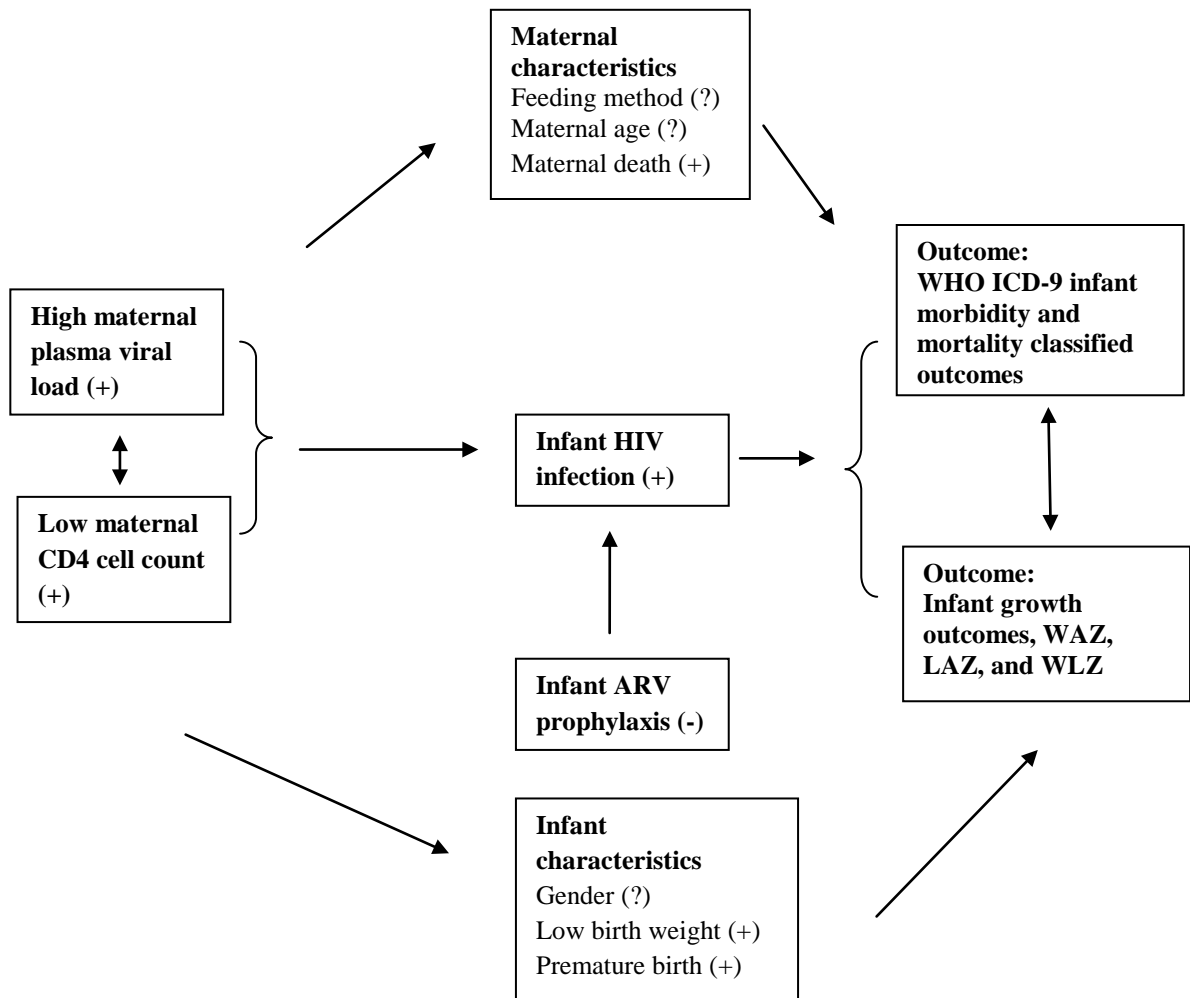 Maternal
characteristics
Feeding method (?)
Maternal age (?)
Maternal death (+)
High maternal
plasma viral
load (+)
Low maternal
CD4 cell count
(+)
Infant HIV
infection (+)
Infant ARV
prophylaxis (-)
Infant
characteristics
Gender (?)
Low birth weight (+)
Premature birth (+)
Outcome:
WHO ICD-9 infant
morbidity and
mortality classified
outcomes
Outcome:
Infant growth
outcomes, WAZ,
LAZ, and WLZ